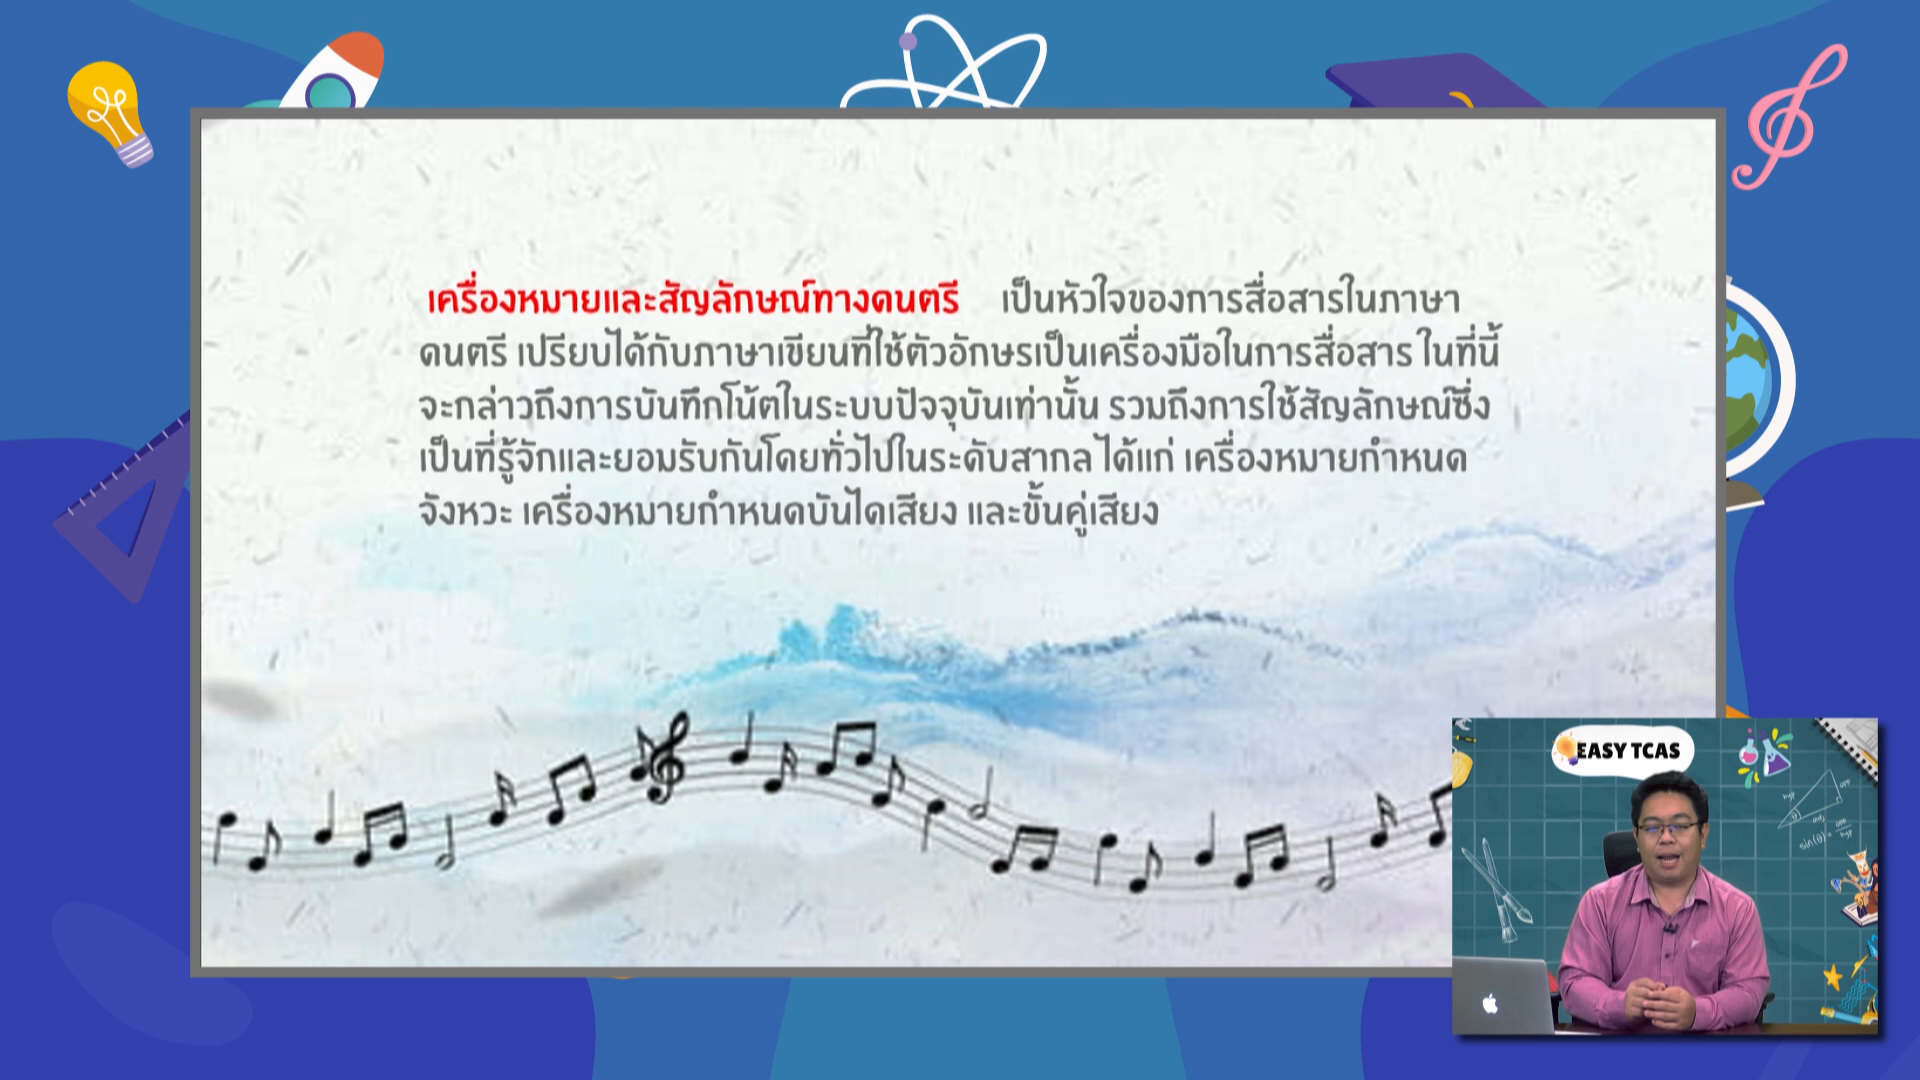 เครื่องหมายและสัญลักษณ์ทางดนตรี เป็นหัวใจของการสื่อสารในภาษา
ดนตรี เปรียบได้กับภาษาเขียนที่ใช้ตัวอักษรเป็นเครื่องมือในการสื่อสาร ในที่นี้
จะกล่าวถึงการบันทึกโน้ตในระบบปัจจุบันเท่านั้น รวมถึงการใช้สัญลักษณ์ซึ่ง
เป็นที่รู้จักและยอมรับกันโดยทั่วไปในระดับสากล ได้แก่ เครื่องหมายกำหนด
จังหวะ เครื่องหมายกำหนดบันไดเสียง และขั้นคู่เสียง
EASY TCAS
hyp
opp
adj
sin(θ) = opp
hyp